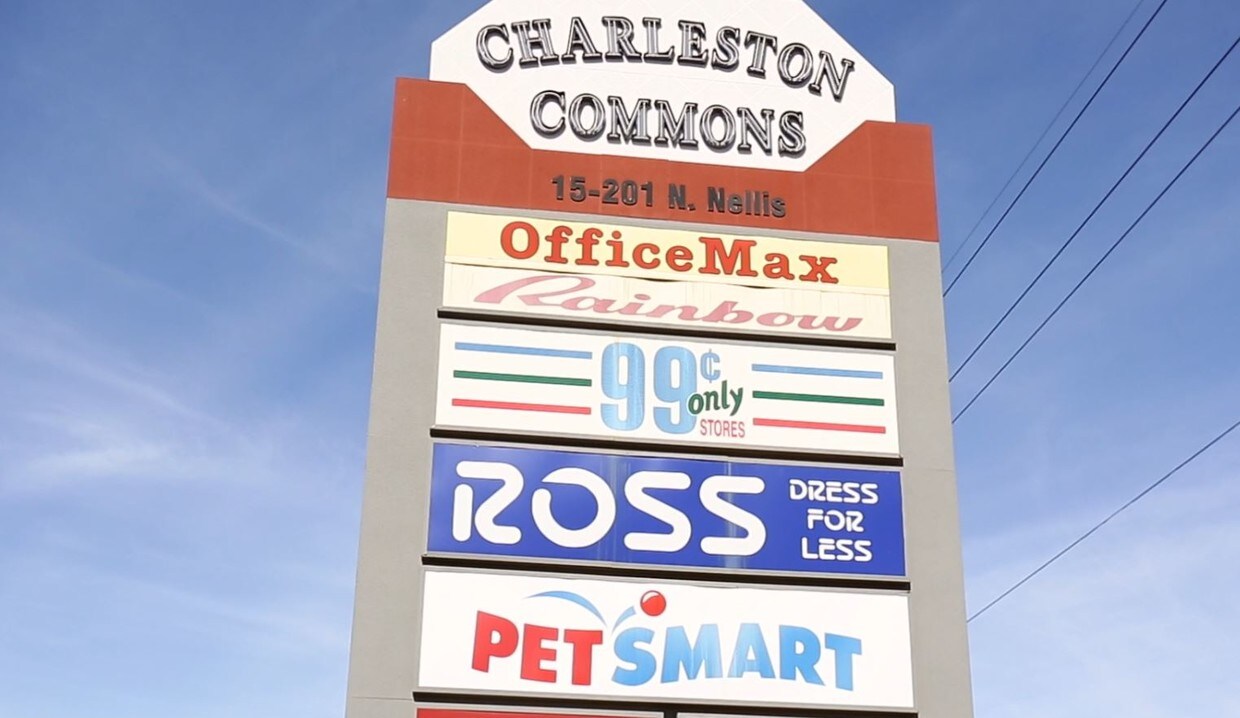 CHARLESTON
COMMONS
15-201 N. Nellis
OfficeMax
Rainbow
99¢
only
STORES
ROSS
DRESS
FOR
LESS
PETSMART